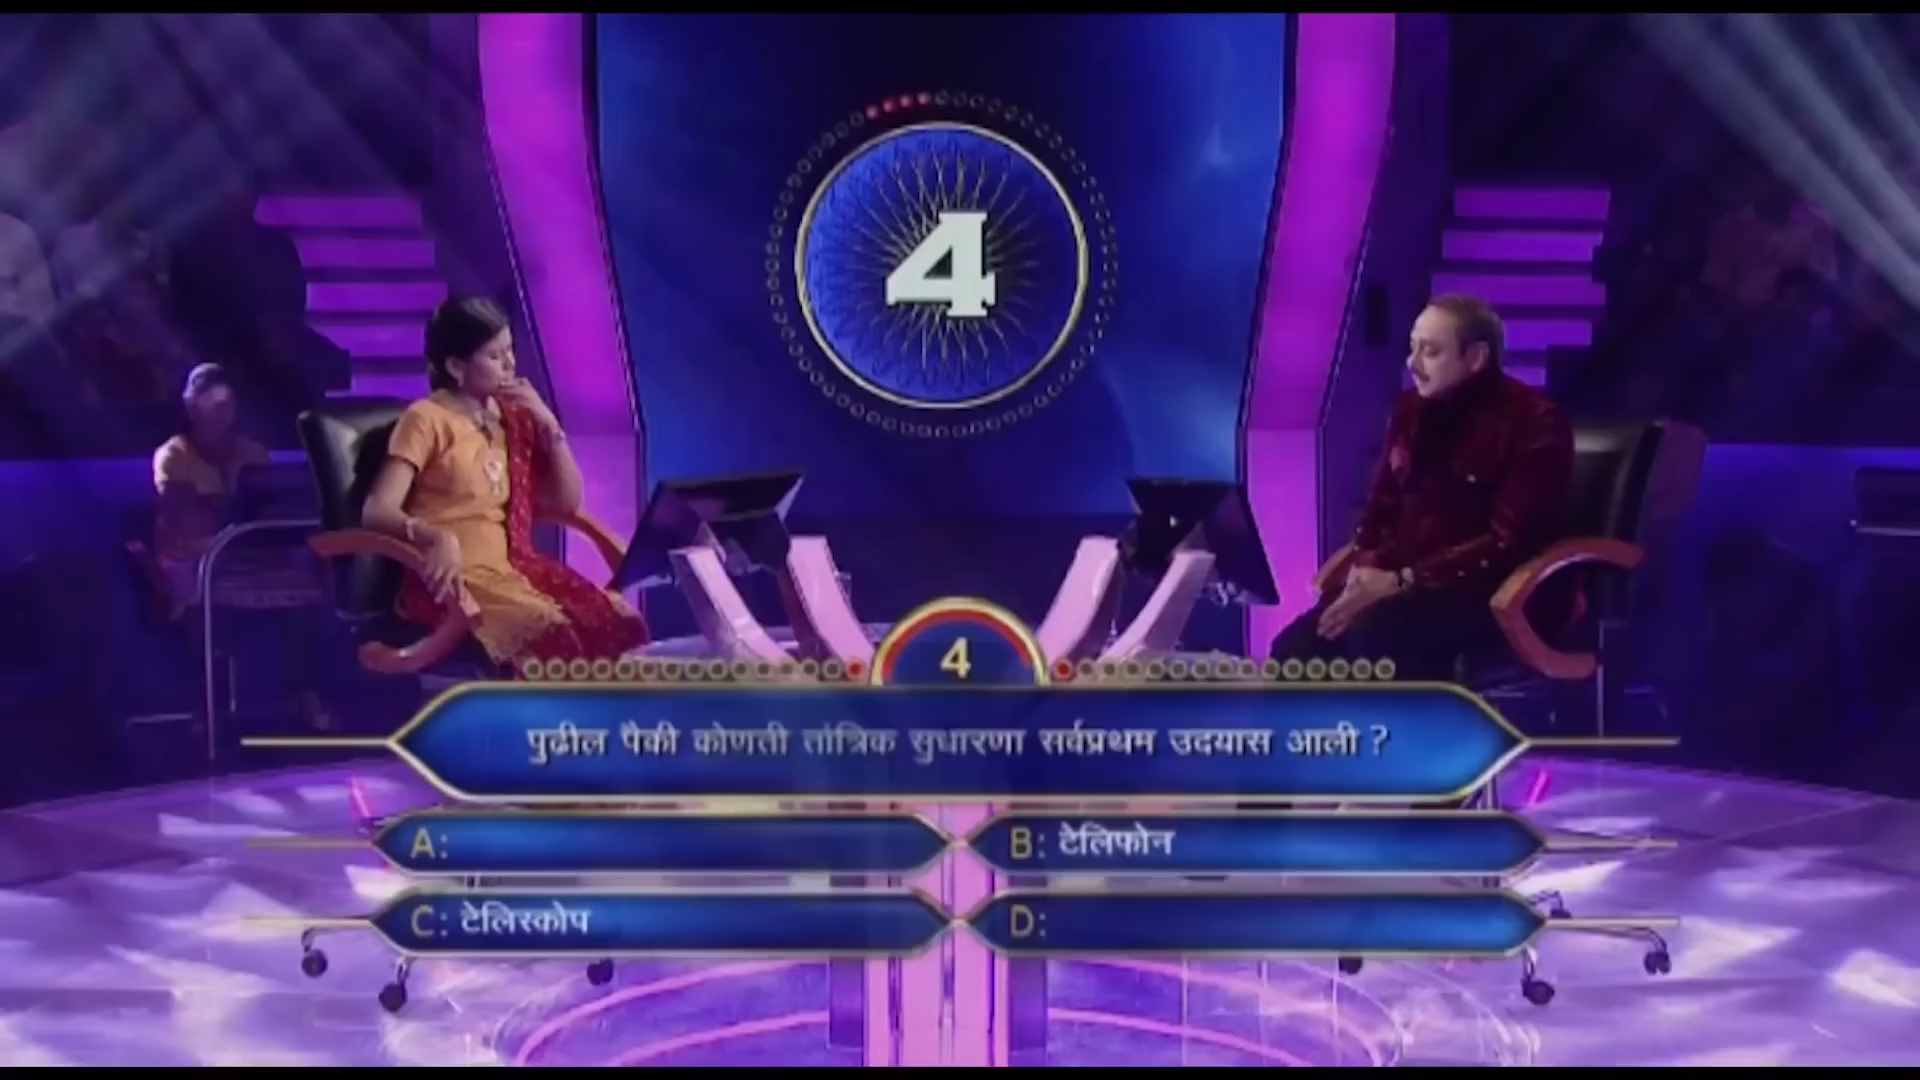 4
4
पुढील पैकी कोणती तांत्रिक सुधारणा सर्वप्रथम उदयास आली ?
A:
B: टेलिफोन
C: टेलिस्कोप
D: